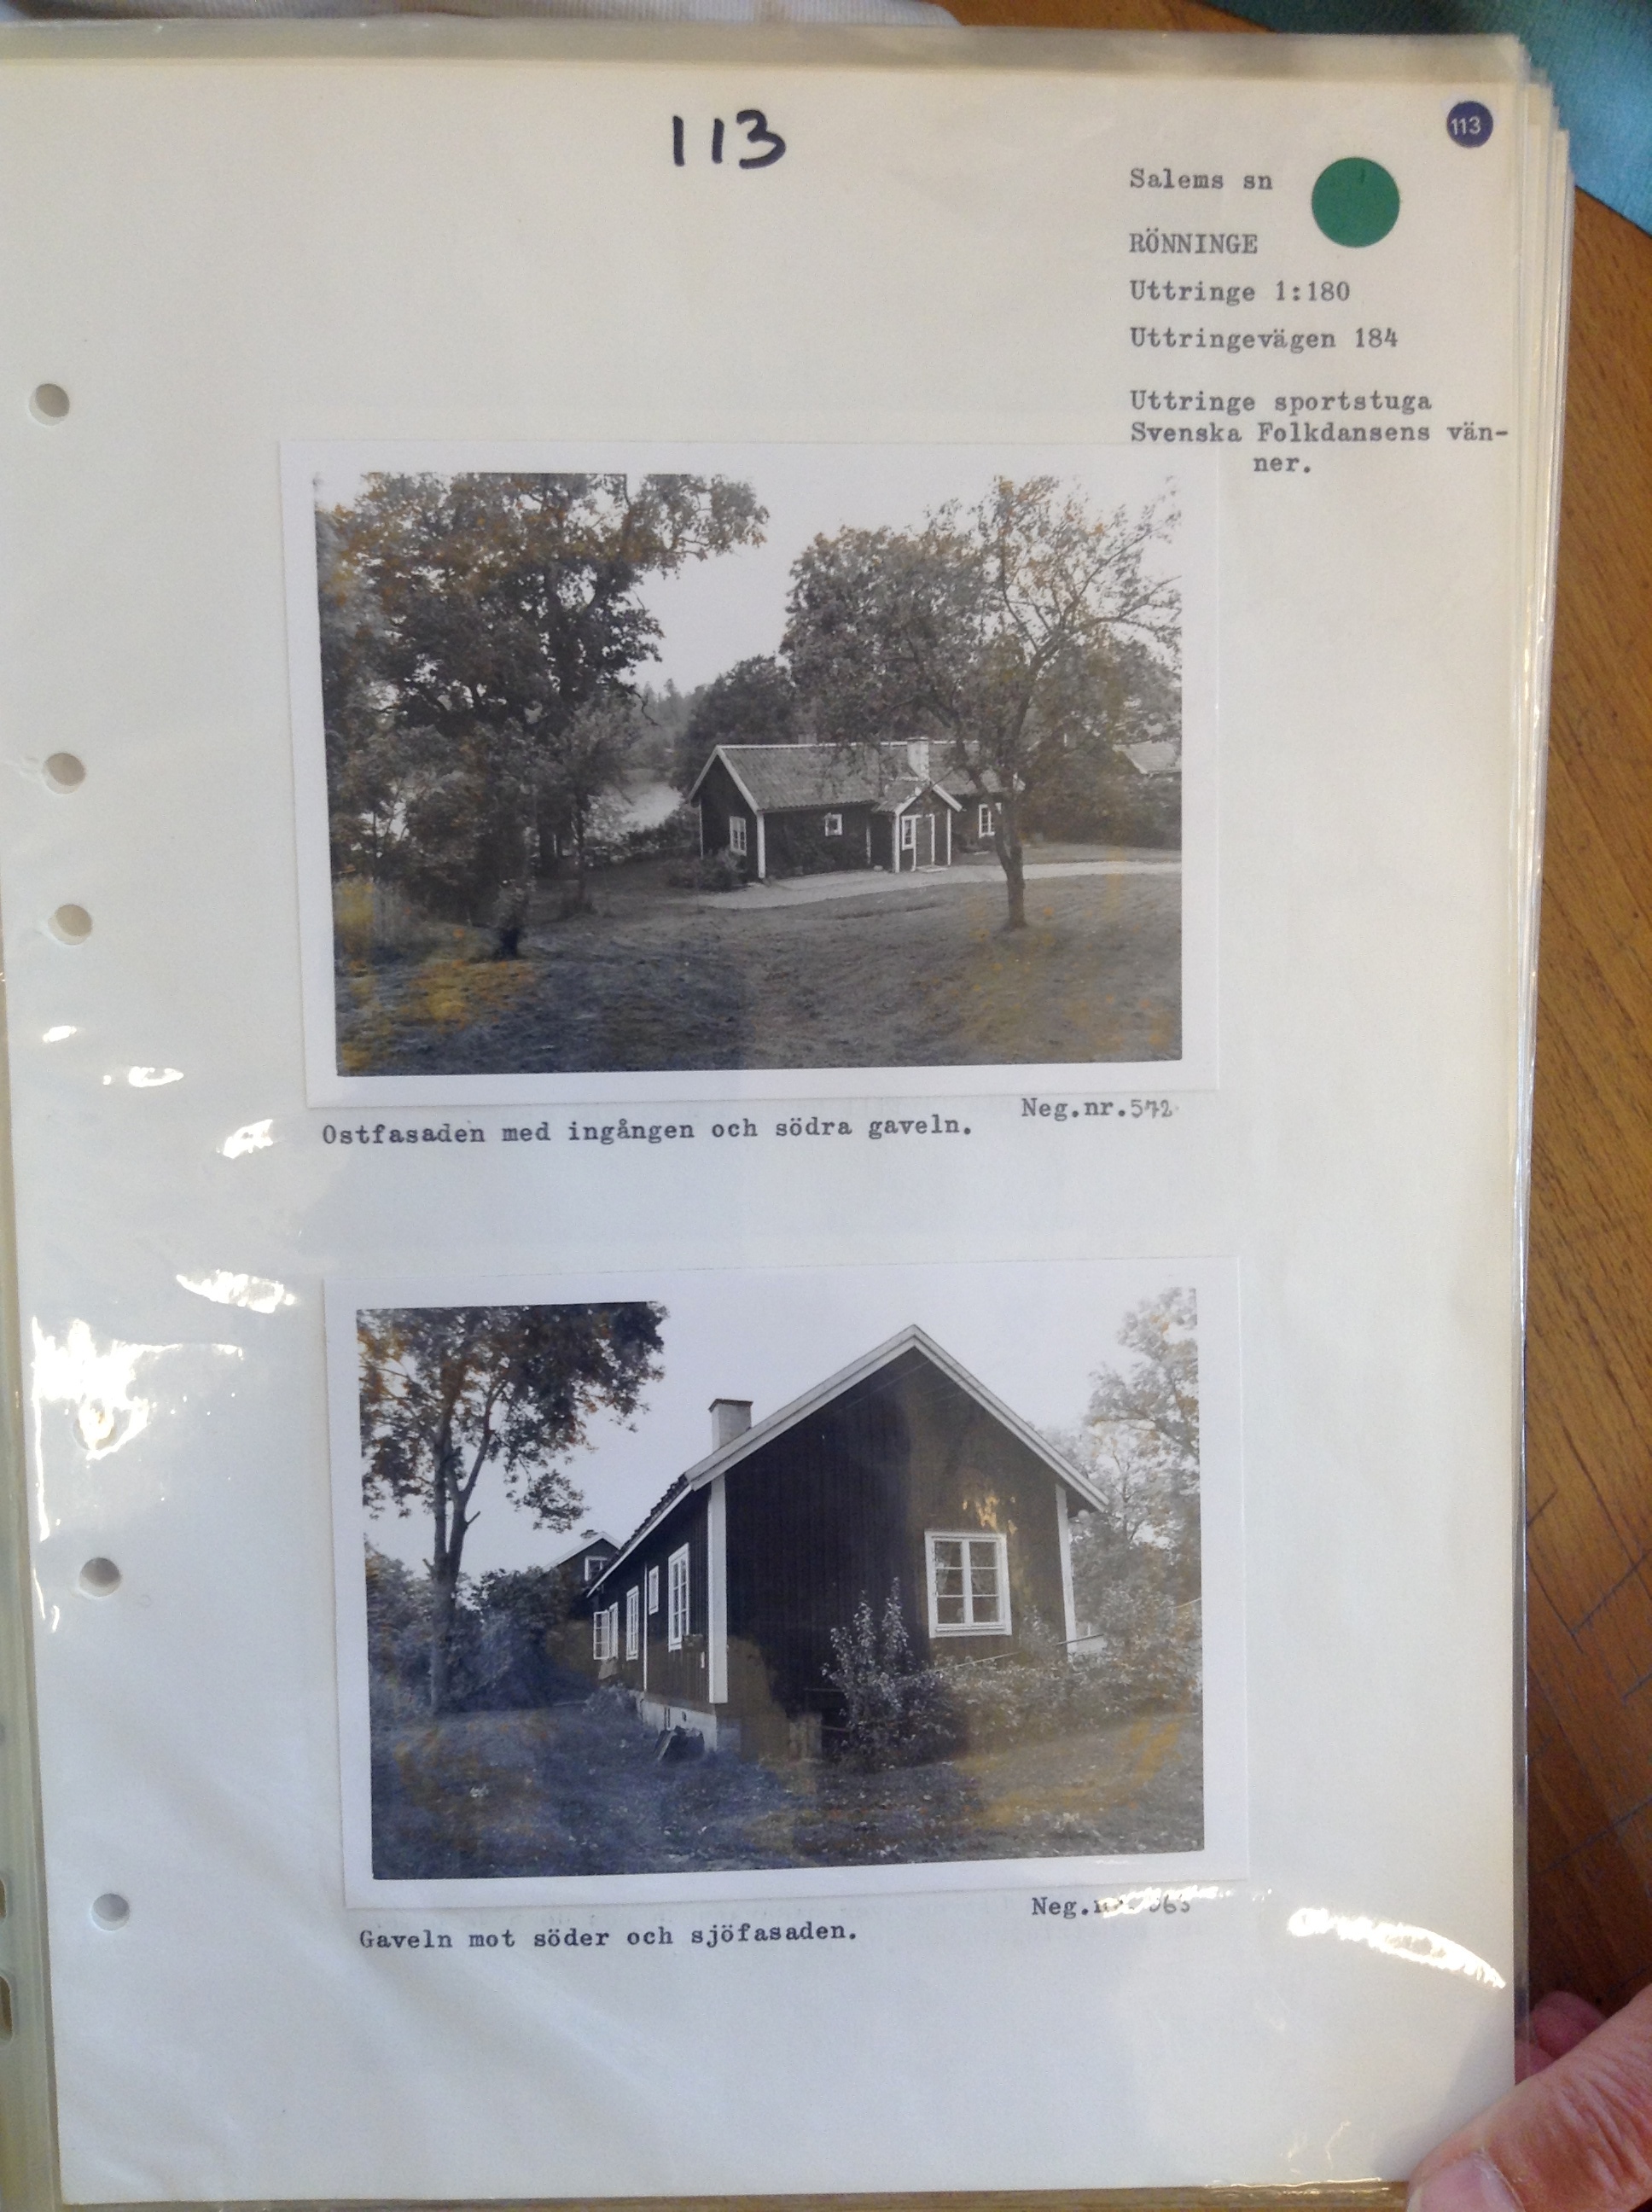 113
113
Salems sn
RÖNNINGE
Uttringe 1:180
Uttringevägen 184
Uttringe sportstuga
Svenska Folkdansens vän-
ner.
Neg.nr.572
Ostfasaden med ingången och södra gaveln.
Neg.
Gaveln mot söder och sjöfasaden.